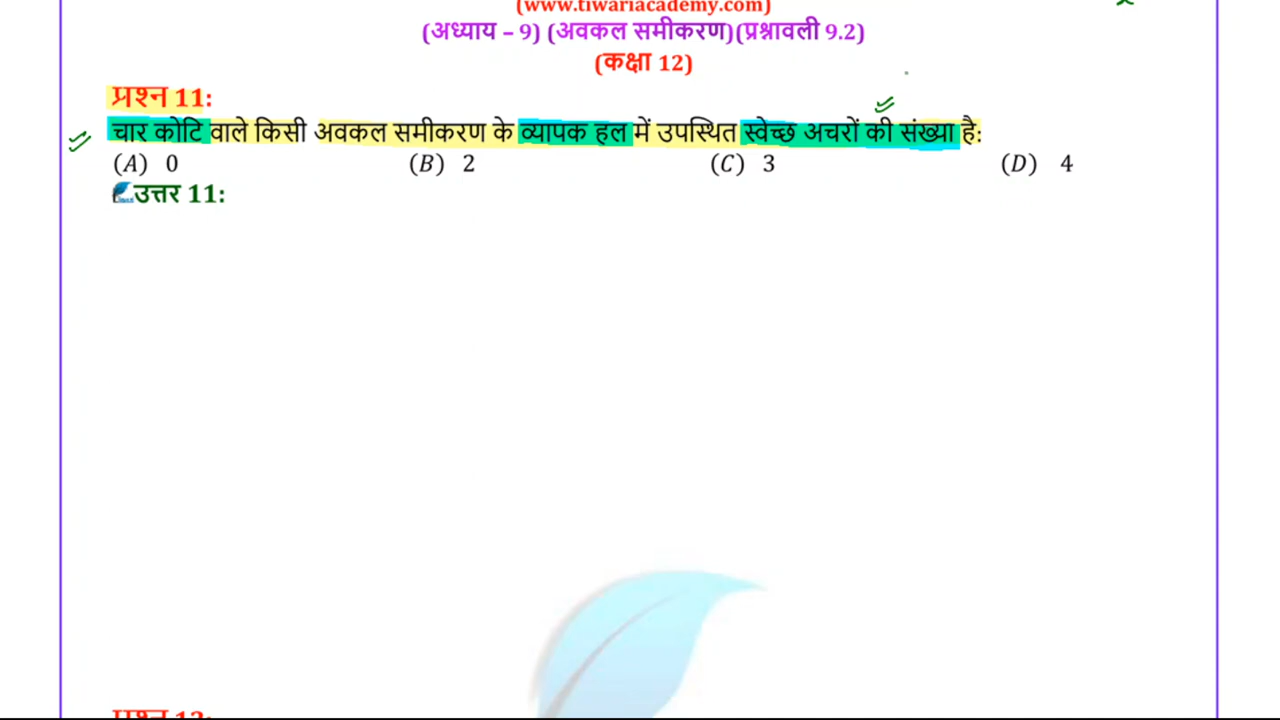 (www.tiwariacademy.com)
(अध्याय – 9) (अवकल समीकरण)(प्रश्नावली 9.2)
(कक्षा 12)
प्रश्न 11:
चार कोटि वाले किसी अवकल समीकरण के व्यापक हल में उपस्थित स्वेच्छ अचरों की संख्या है:
(A) 0 (B) 2 (C) 3 (D) 4
उत्तर 11: